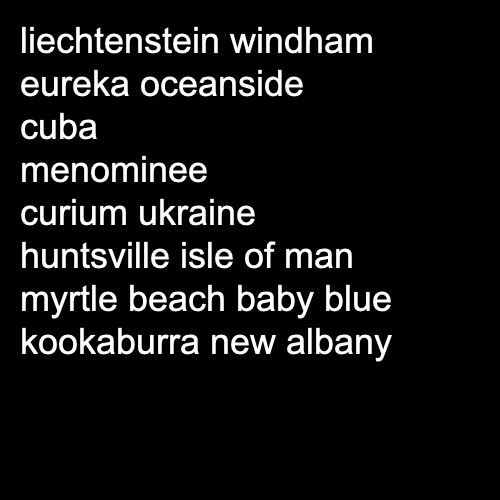 liechtenstein windham
eureka oceanside
cuba
menominee
curium ukraine
huntsville isle of man
myrtle beach baby blue
kookaburra new albany